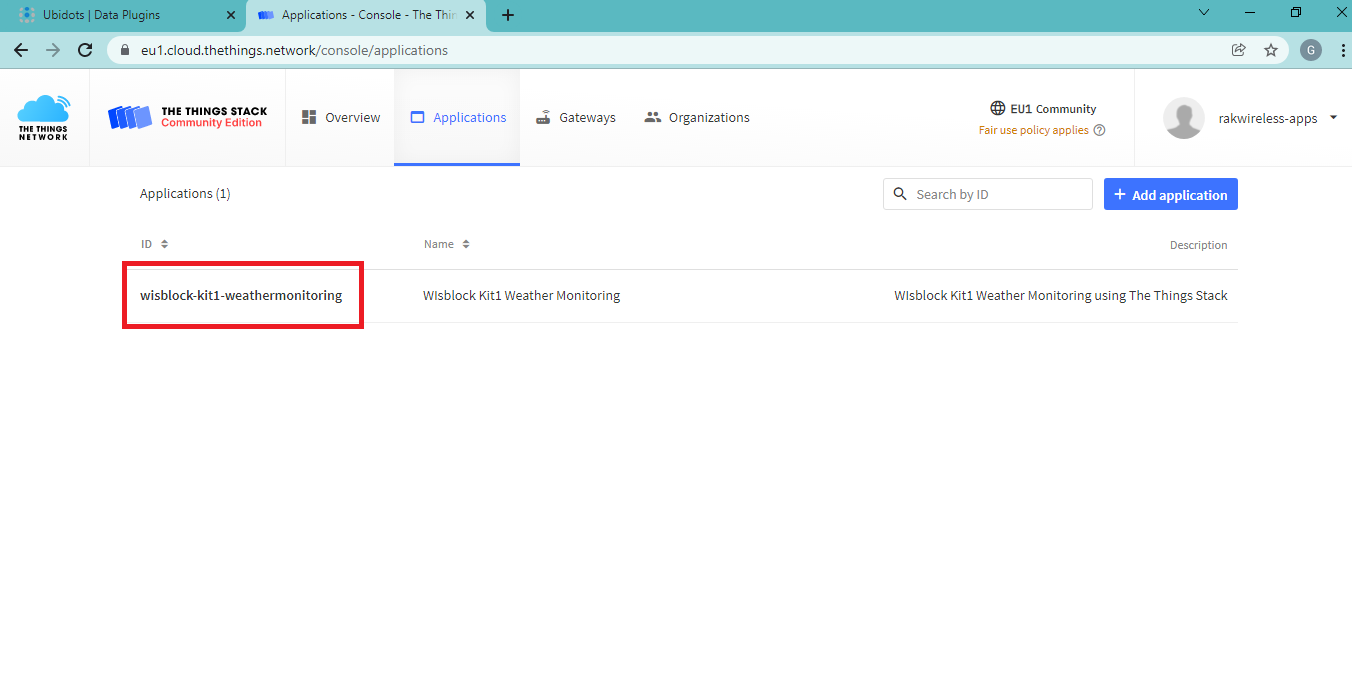 Ubidots | Data Plugins
Applications - Console - The Thin
eu1.cloud.thethings.network/console/applications
G
THE THINGS
NETWORK
THE THINGS STACK
Community Edition
Overview
Applications
Gateways
Organizations
EU1 Community
Fair use policy applies ?
rakwireless-apps
Applications (1)
Search by ID
+ Add application
ID
Name
Description
wisblock-kit1-weathermonitoring
WIsblock Kit1 Weather Monitoring
WIsblock Kit1 Weather Monitoring using The Things Stack